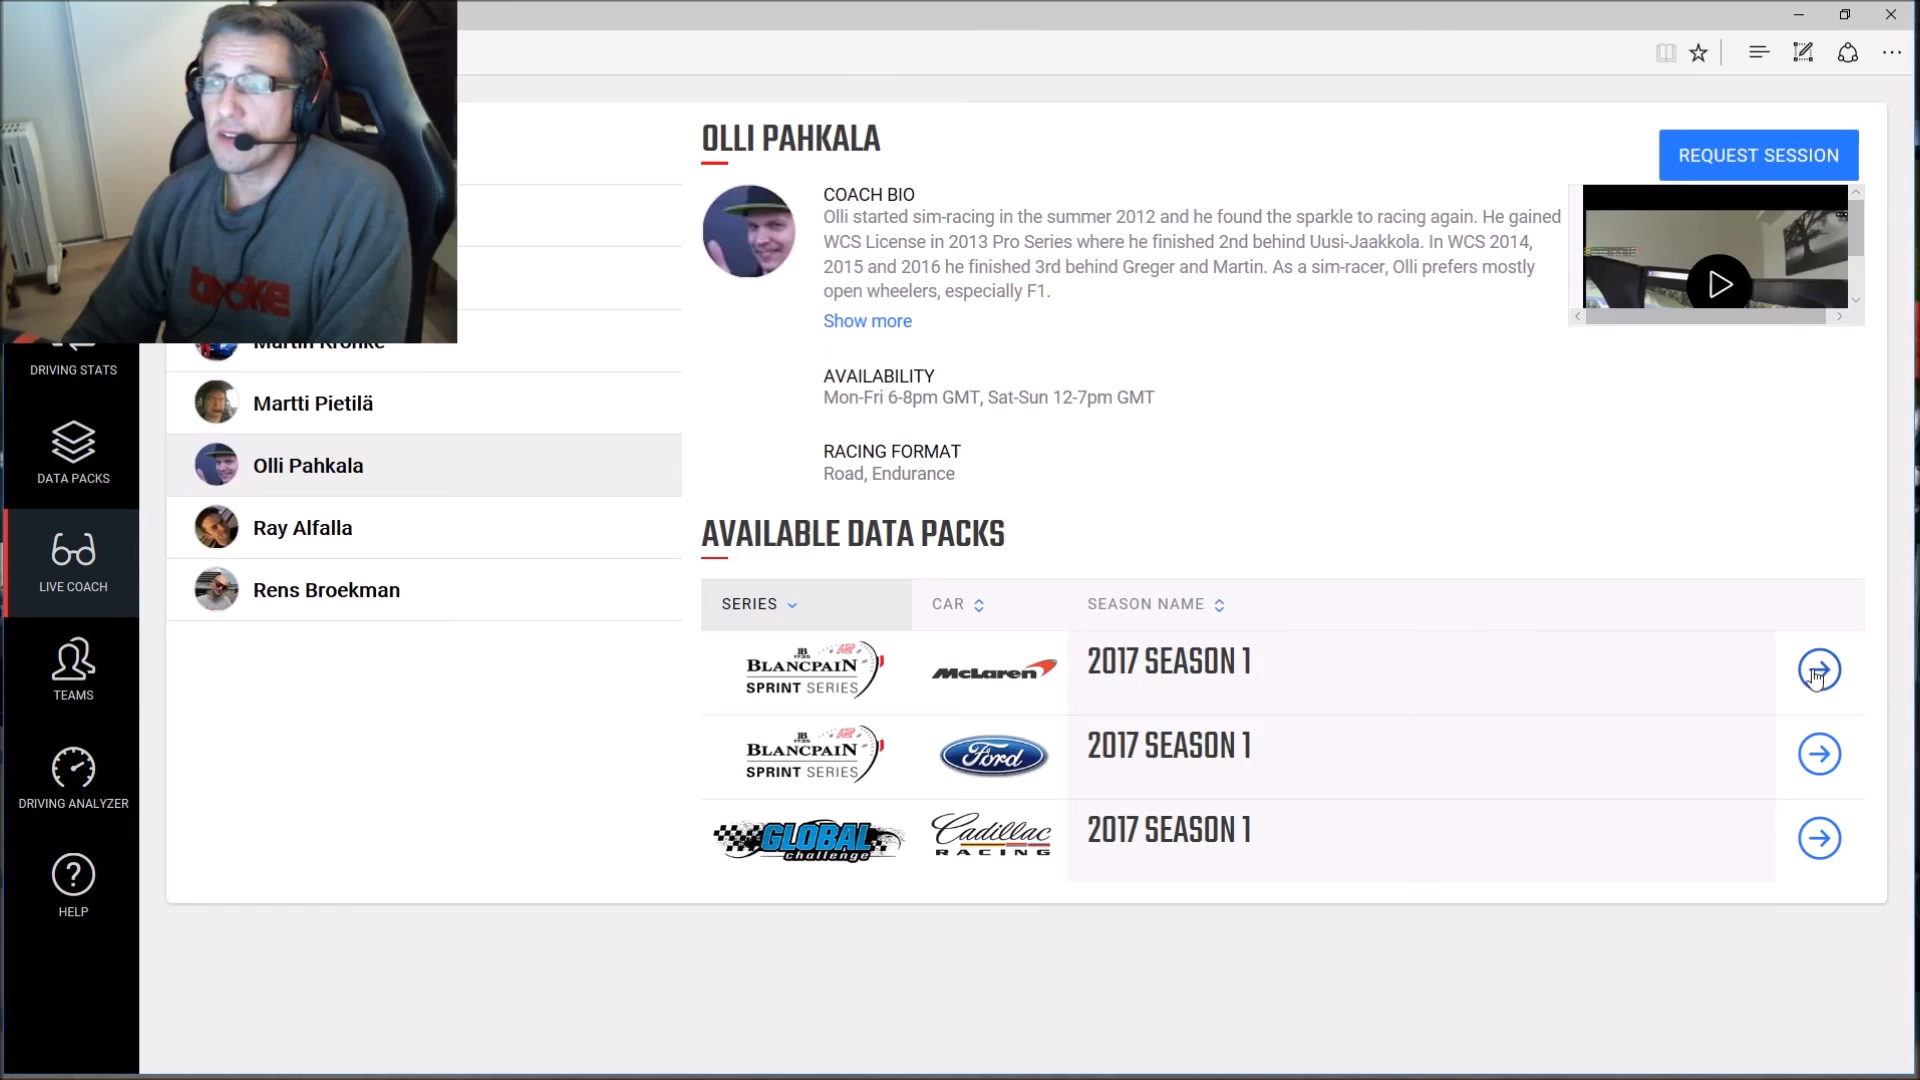 broke
OLLI PAHKALA
REQUEST SESSION
COACH BIO
Olli started sim-racing in the summer 2012 and he found the sparkle to racing again. He gained
WCS License in 2013 Pro Series where he finished 2nd behind Uusi-Jaakkola. In WCS 2014,
2015 and 2016 he finished 3rd behind Greger and Martin. As a sim-racer, Olli prefers mostly
open wheelers, especially F1.
Show more
AVAILABILITY
Mon-Fri 6-8pm GMT, Sat-Sun 12-7pm GMT
RACING FORMAT
Road, Endurance
Martti Pietilä
Olli Pahkala
Ray Alfalla
Rens Broekman
DRIVING STATS
DATA PACKS
LIVE COACH
TEAMS
DRIVING ANALYZER
HELP
AVAILABLE DATA PACKS
SERIES CAR SEASON NAME
BLANCPAIN
SPRINT SERIES
McLaren
2017 SEASON 1
BLANCPAIN
SPRINT SERIES
Ford
2017 SEASON 1
GLOBAL
challenge
Cadillac
RACING
2017 SEASON 1